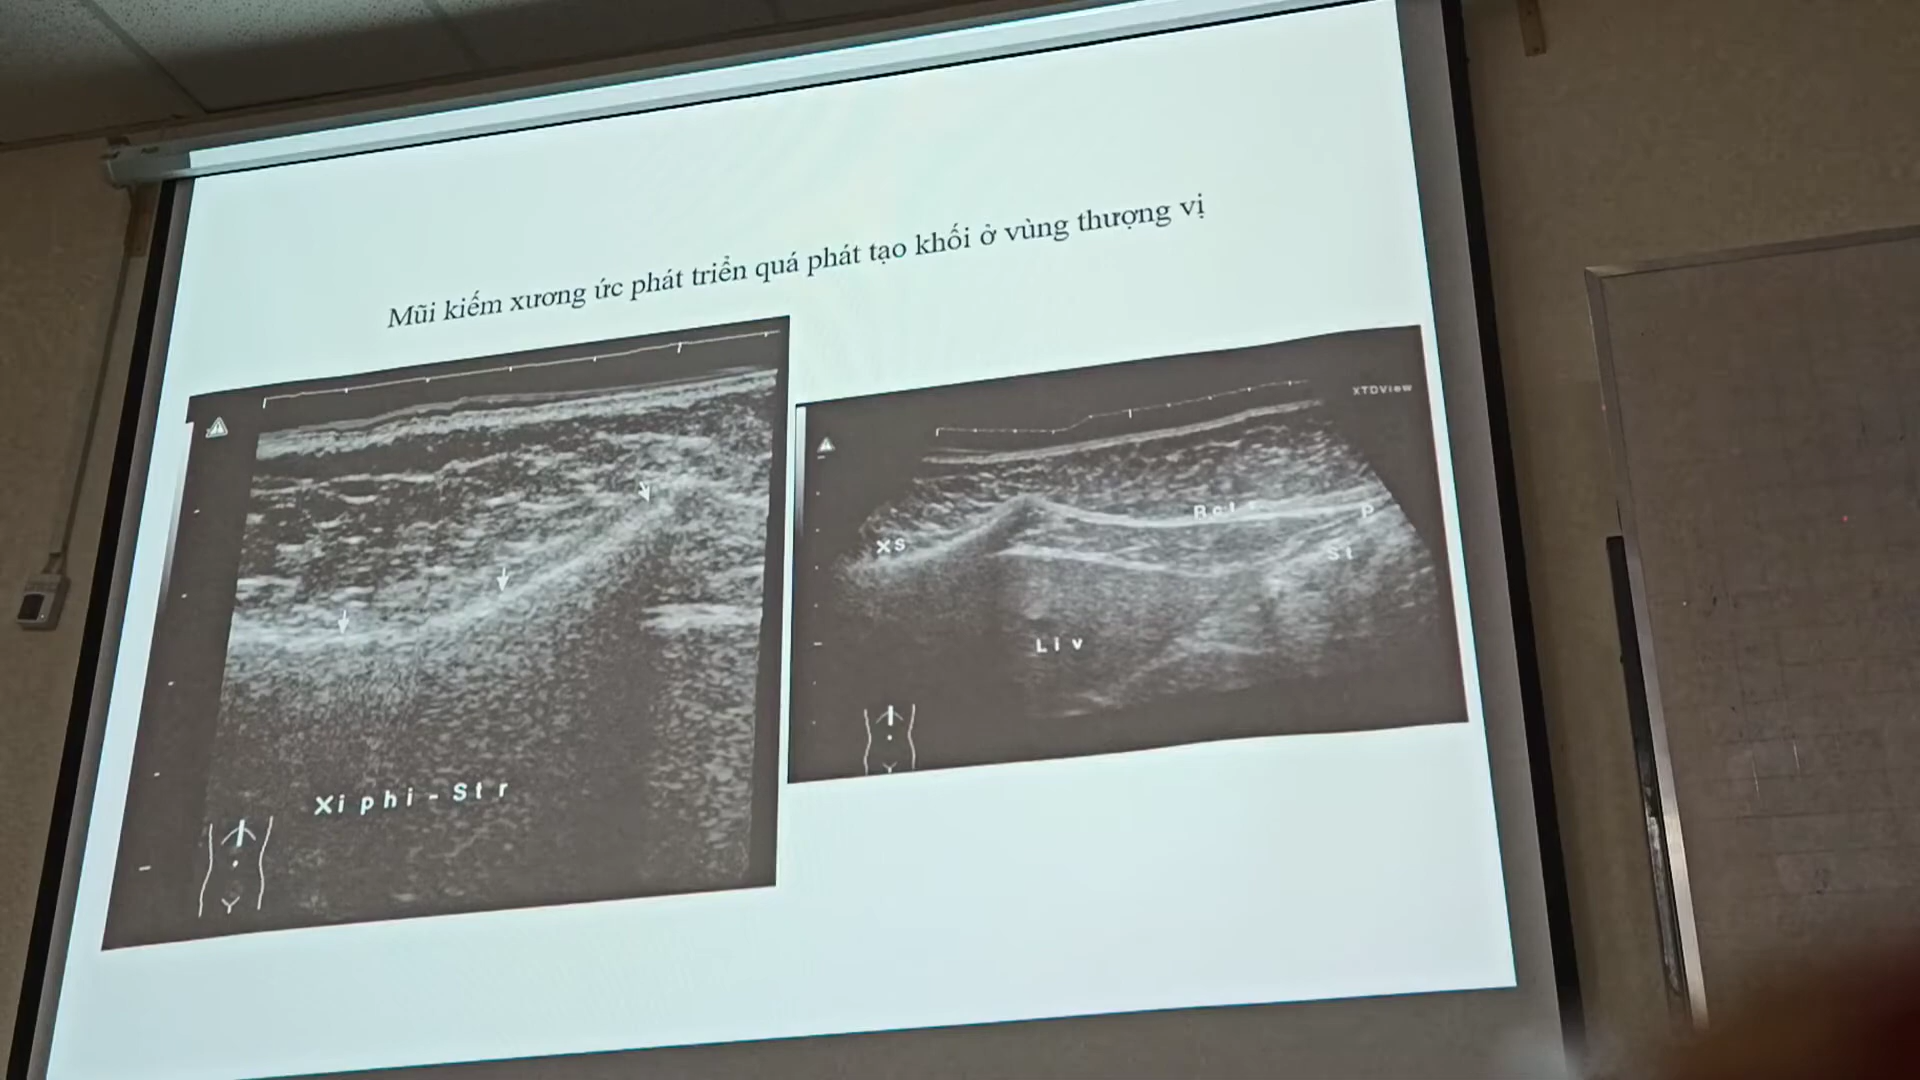 Mũi kiếm xương ức phát triển quá phát tạo khối ở vùng thượng vị
XTDView
XS
P
St
Liv
Xiphi-Str